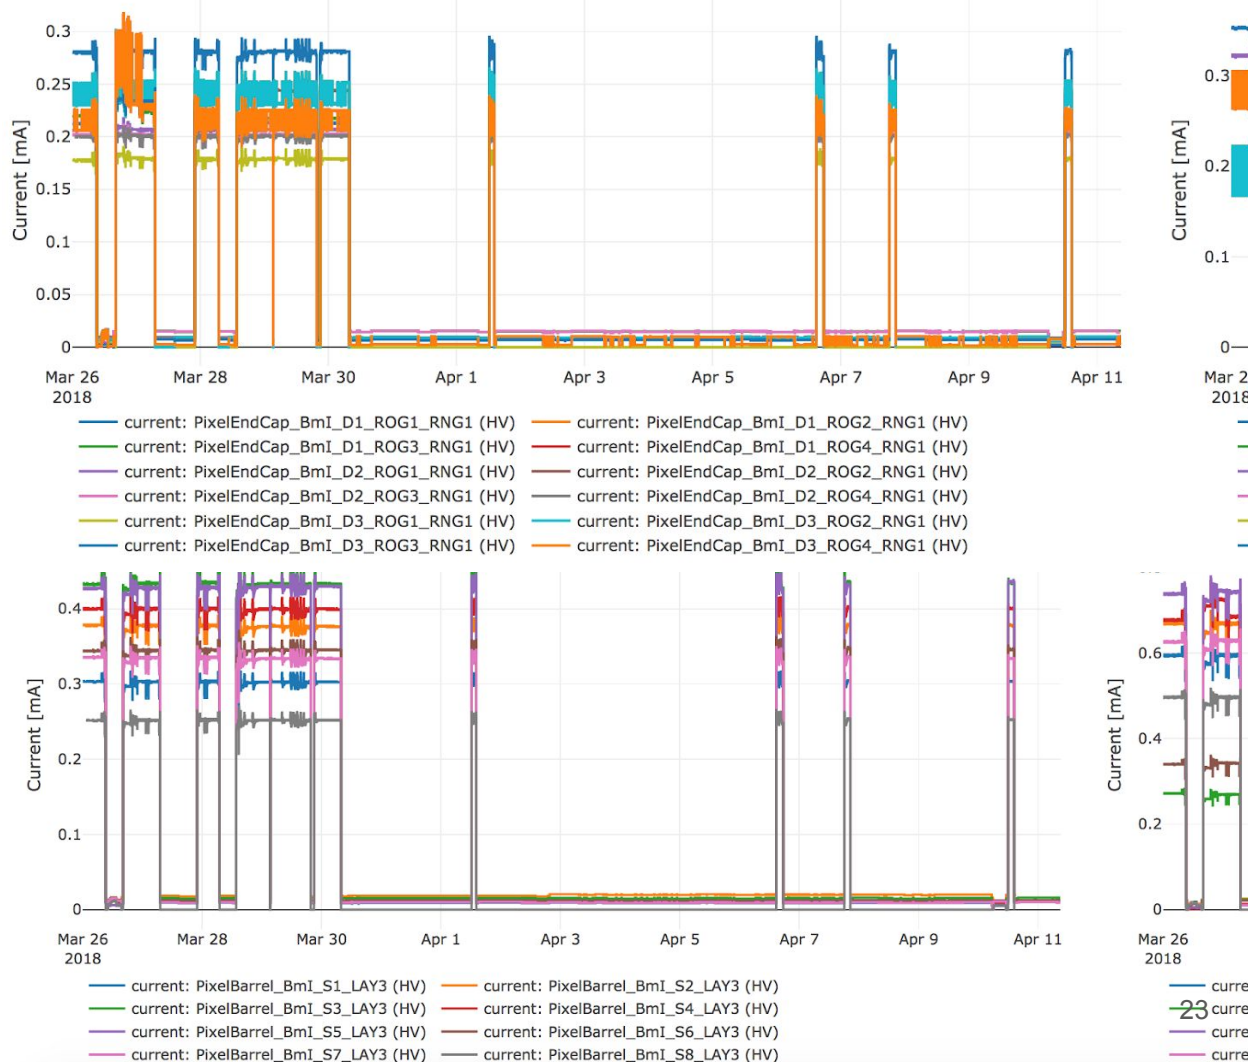 0.3
0.25
0.2
0.15
0.1
0.05
0
Current [mA]
Mar 26 Mar 28 Mar 30 Apr 1 Apr 3 Apr 5 Apr 7 Apr 9 Apr 11
2018
current: PixelEndCap_BmI_D1_ROG1_RNG1 (HV) current: PixelEndCap_BmI_D1_ROG2_RNG1 (HV)
current: PixelEndCap_BmI_D1_ROG3_RNG1 (HV) current: PixelEndCap_BmI_D1_ROG4_RNG1 (HV)
current: PixelEndCap_BmI_D2_ROG1_RNG1 (HV) current: PixelEndCap_BmI_D2_ROG2_RNG1 (HV)
current: PixelEndCap_BmI_D2_ROG3_RNG1 (HV) current: PixelEndCap_BmI_D2_ROG4_RNG1 (HV)
current: PixelEndCap_BmI_D3_ROG1_RNG1 (HV) current: PixelEndCap_BmI_D3_ROG2_RNG1 (HV)
current: PixelEndCap_BmI_D3_ROG3_RNG1 (HV) current: PixelEndCap_BmI_D3_ROG4_RNG1 (HV)
0.3
0.2
0.1
0
Current [mA]
Mar 2
2018
0.4
0.3
0.2
0.1
0
Current [mA]
Mar 26 Mar 28 Mar 30 Apr 1 Apr 3 Apr 5 Apr 7 Apr 9 Apr 11
2018
current: PixelBarrel_BmI_S1_LAY3 (HV) current: PixelBarrel_BmI_S2_LAY3 (HV)
current: PixelBarrel_BmI_S3_LAY3 (HV) current: PixelBarrel_BmI_S4_LAY3 (HV)
current: PixelBarrel_BmI_S5_LAY3 (HV) current: PixelBarrel_BmI_S6_LAY3 (HV)
current: PixelBarrel_BmI_S7_LAY3 (HV) current: PixelBarrel_BmI_S8_LAY3 (HV)
0.6
0.4
0.2
0
Current [mA]
Mar 26
2018
curre
23 curre
curre
curre